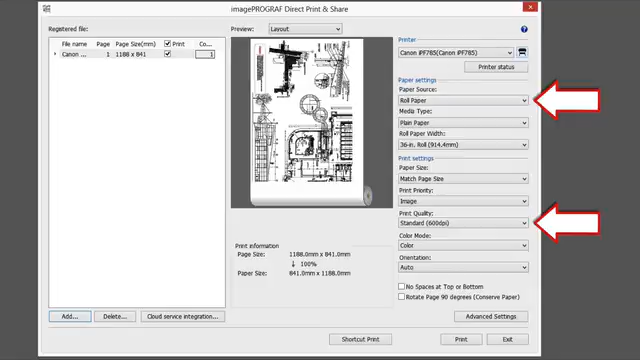 imagePROGRAF Direct Print & Share
Registered file:
File name Page Page Size(mm) Print Co...
Canon ... 1 1188 x 841 1
Add...
Delete...
Cloud service integration...
Preview:
Layout
Print information
Page Size: 1188.0mm x 841.0mm
↓ 100%
Paper Size: 841.0mm x 1188.0mm
Printer
Canon iPF785(Canon iPF785)
Printer status
Paper settings
Paper Source:
Roll Paper
Media Type:
Plain Paper
Roll Paper Width:
36-in. Roll (914.4mm)
Print settings
Paper Size:
Match Page Size
Print Priority:
Image
Print Quality:
Standard (600dpi)
Color Mode:
Color
Orientation:
Auto
No Spaces at Top or Bottom
Rotate Page 90 degrees (Conserve Paper)
Advanced Settings
Shortcut Print
Print
Exit